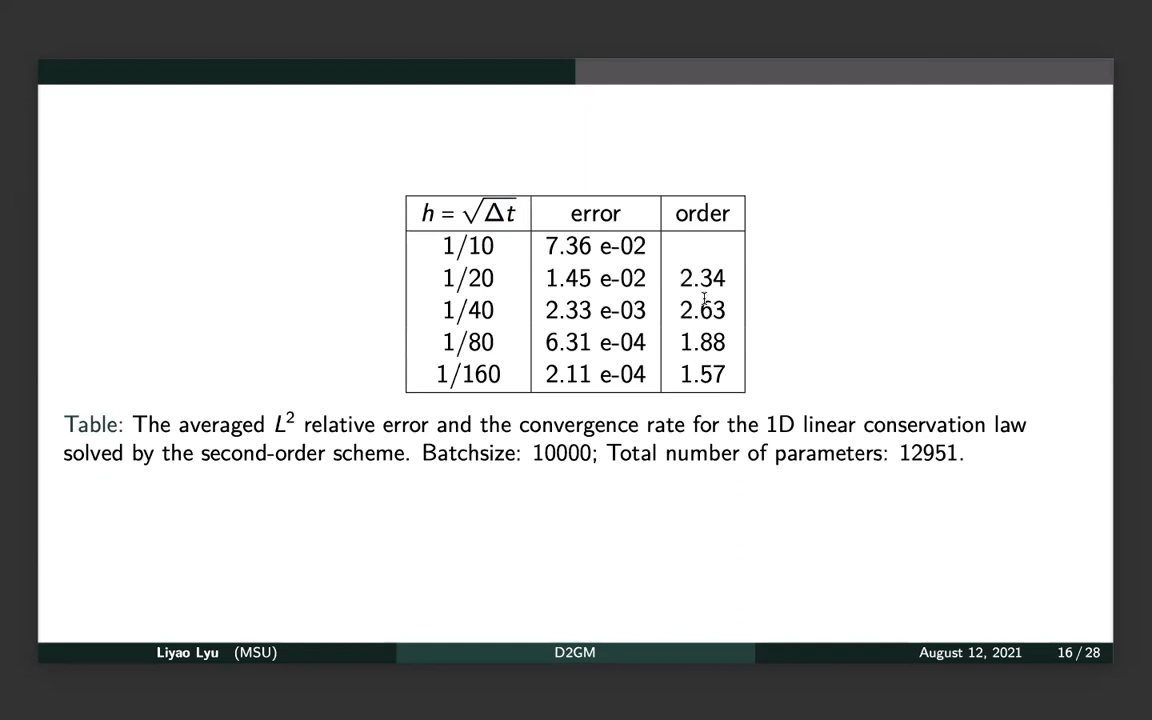 h = √Δt error order
1/10 7.36 e-02
1/20 1.45 e-02 2.34
1/40 2.33 e-03 2.63
1/80 6.31 e-04 1.88
1/160 2.11 e-04 1.57
Table: The averaged L² relative error and the convergence rate for the 1D linear conservation law
solved by the second-order scheme. Batchsize: 10000; Total number of parameters: 12951.
Liyao Lyu (MSU) D2GM August 12, 2021 16 / 28